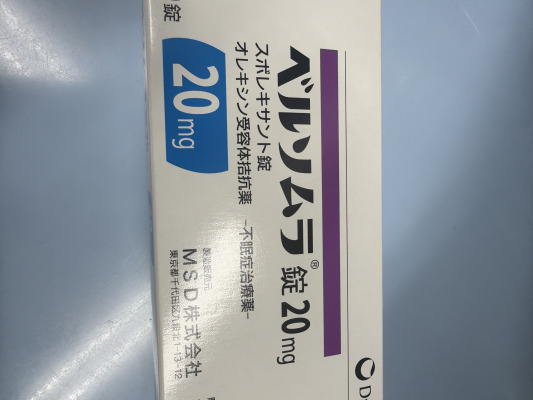 ベルソムラ®錠20mg
スボレキサント錠
オレキシン受容体拮抗薬 -不眠症治療薬-
20mg
錠
製造販売元
MSD株式会社
東京都千代田区九段北1-13-12
D